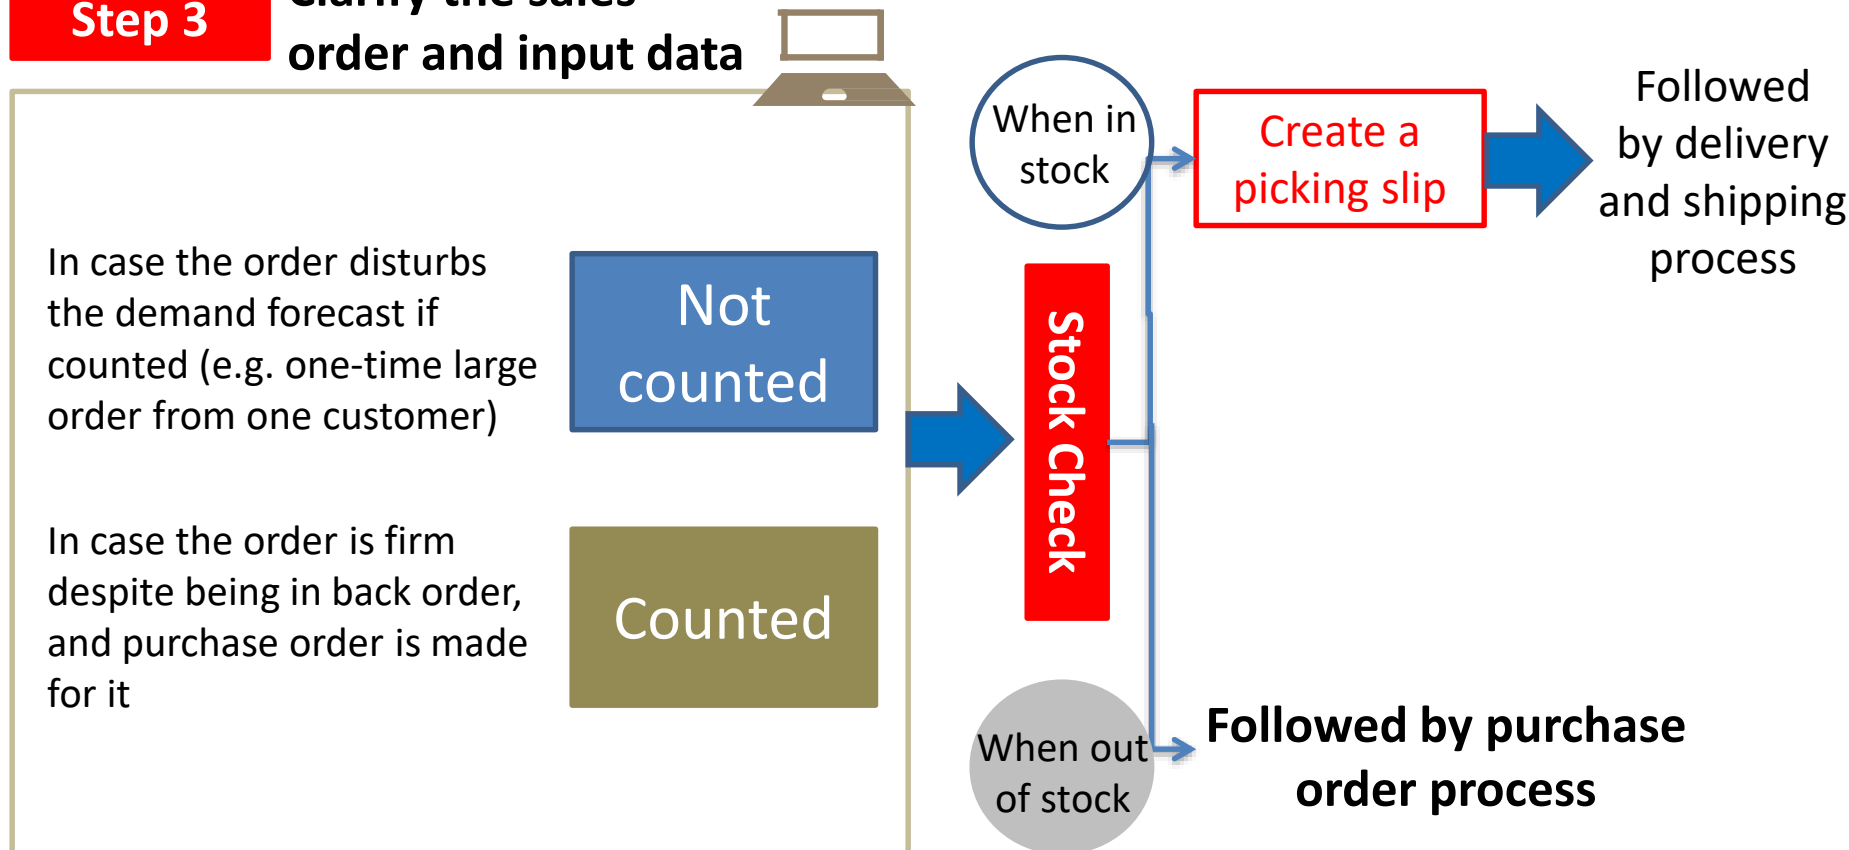 Step 3
Clarify the sales
order and input data
In case the order disturbs
the demand forecast if
counted (e.g. one-time large
order from one customer)
Not
counted
In case the order is firm
despite being in back order,
and purchase order is made
for it
Counted
Stock Check
When in
stock
Create a
picking slip
Followed
by delivery
and shipping
process
When out
of stock
Followed by purchase
order process